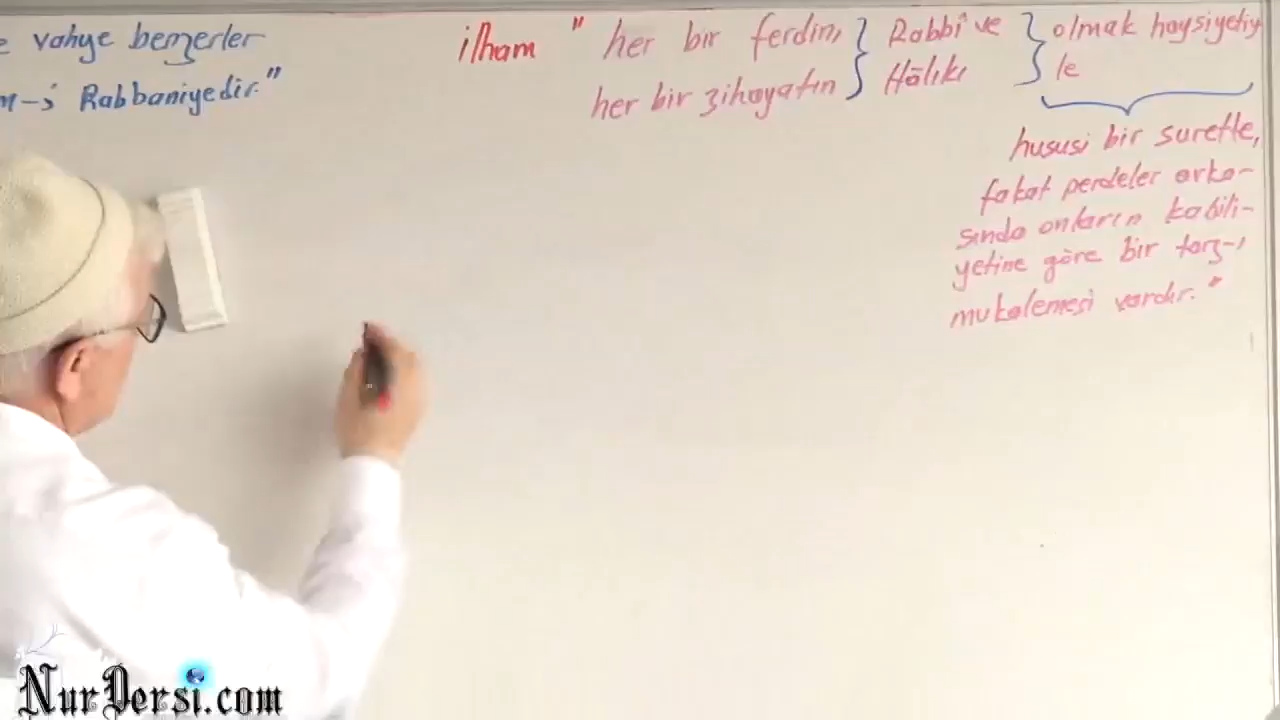 e vahye benzerler
m-ı Rabbaniyedir."
ilham " her bir ferdin, } Rabbi ve } olmak haysiyetiy
her bir zihayatın } Hâlıkı } le
hususi bir surette,
fakat perdeler arka-
sında onların kabili-
yetine göre bir tarz-ı
mukalemesi vardır."
NurDersi.com